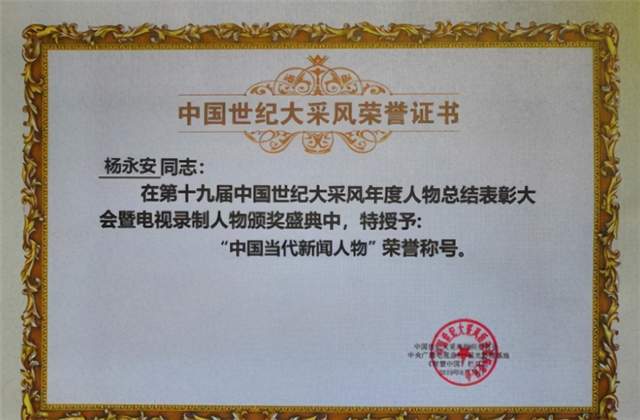 中国世纪大采风荣誉证书
杨永安同志：
在第十九届中国世纪大采风年度人物总结表彰大
会暨电视录制人物颁奖盛典中，特授予：
“中国当代新闻人物”荣誉称号。